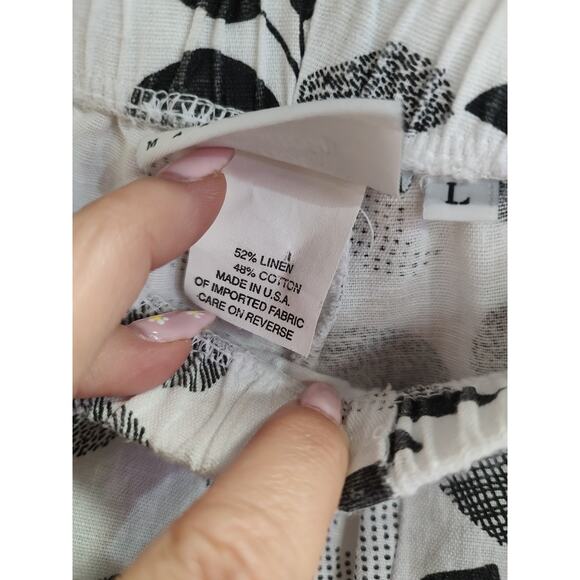 L
52% LINEN
48% COTTON
MADE IN U.S.A.
OF IMPORTED FABRIC
CARE ON REVERSE